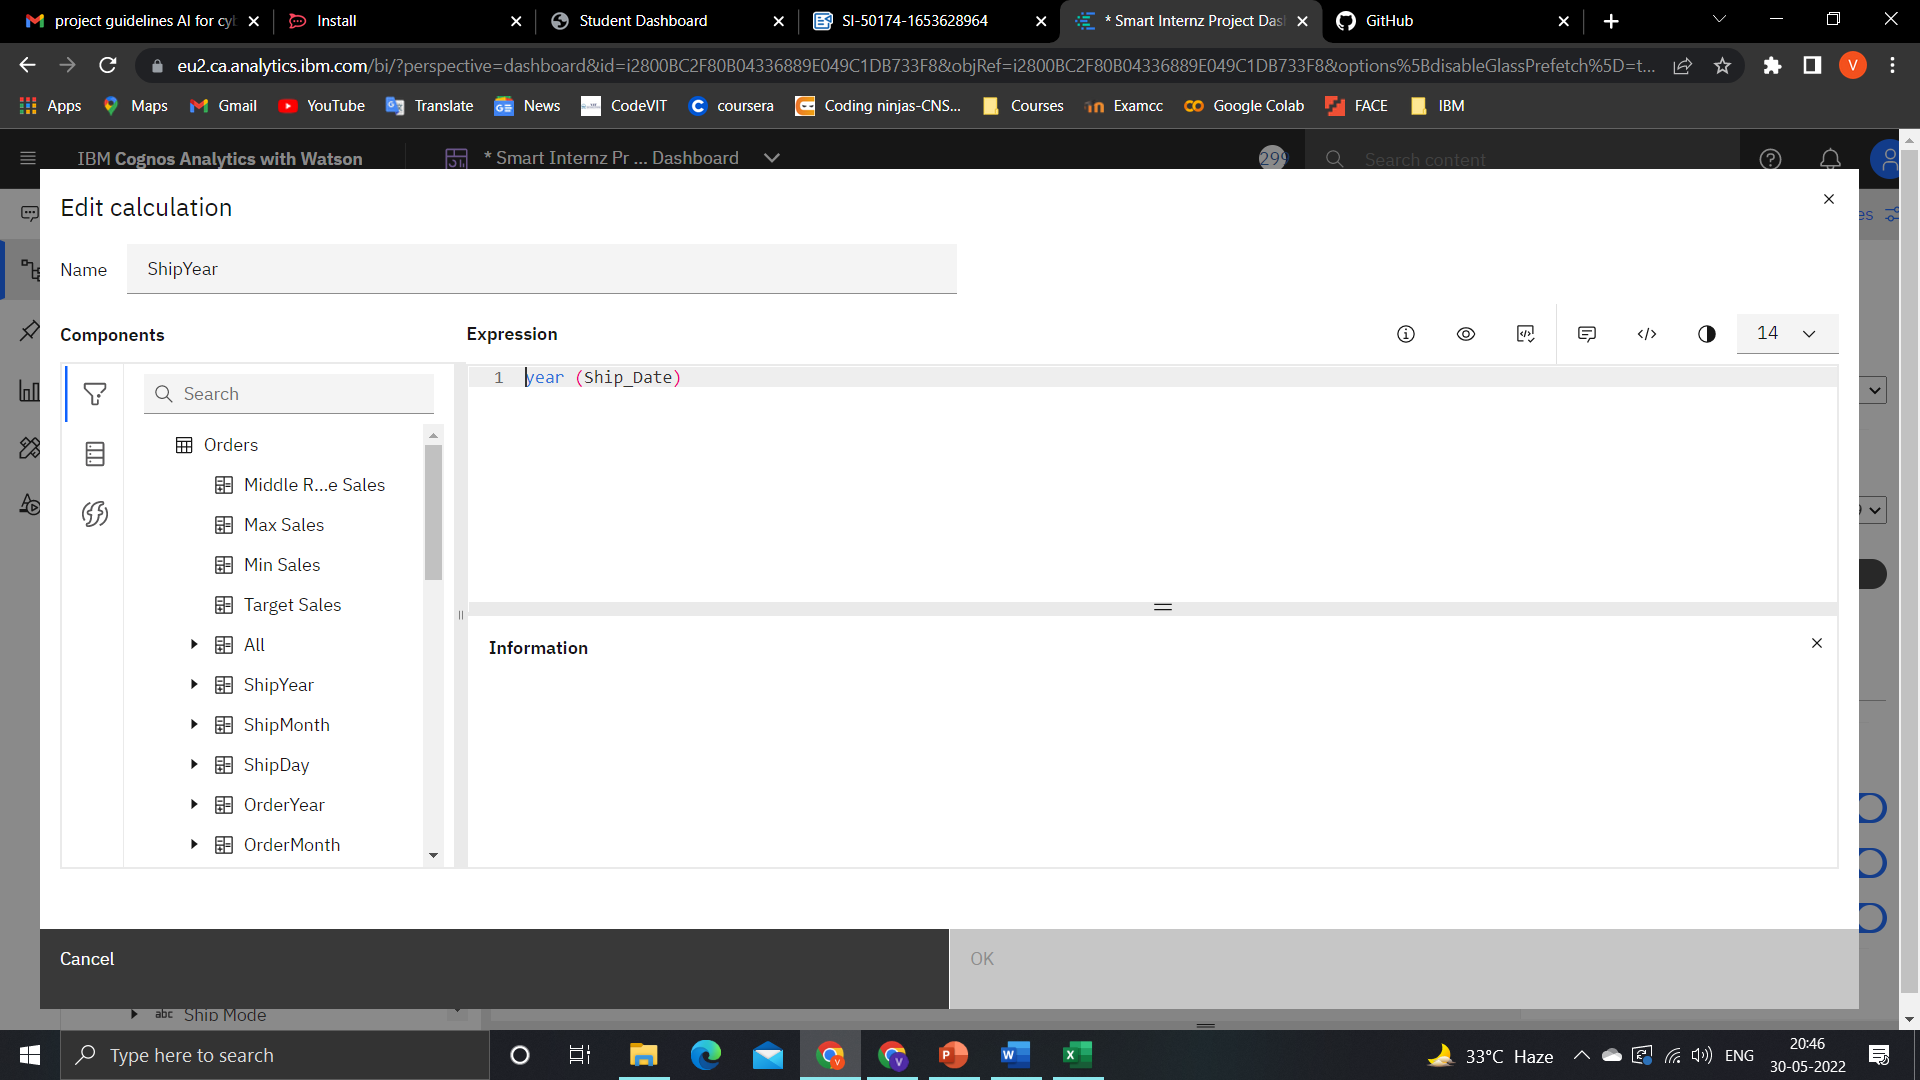 project guidelines AI for cy
Install
Student Dashboard
SI-50174-1653628964
* Smart Internz Project Das
GitHub
eu2.ca.analytics.ibm.com/bi/?perspective=dashboard&id=i2800BC2F80B04336889E049C1DB733F8&objRef=i2800BC2F80B04336889E049C1DB733F8&options%5BdisableGlassPrefetch%5D=t...
V
Apps
Maps
Gmail
YouTube
Translate
News
CodeVIT
coursera
Coding ninjas-CNS...
Courses
Examcc
Google Colab
FACE
IBM
IBM Cognos Analytics with Watson
* Smart Internz Pr ... Dashboard
299
Search content
Edit calculation
es
Name
ShipYear
Components
Expression
14
Search
1
year (Ship_Date)
Orders
Middle R...e Sales
Max Sales
Min Sales
Target Sales
All
Information
ShipYear
ShipMonth
ShipDay
OrderYear
OrderMonth
Cancel
OK
abc Ship Mode
Type here to search
33°C Haze
ENG
20:46
30-05-2022